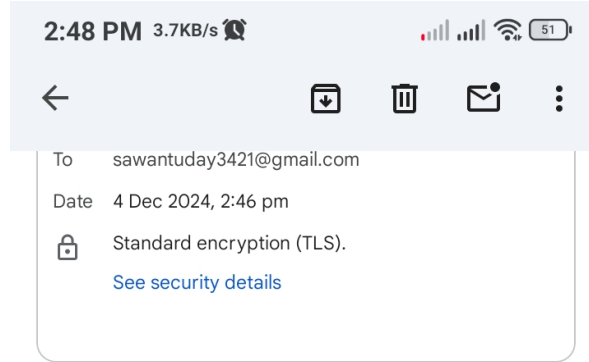 2:48 PM 3.7KB/s 51
To sawantuday3421@gmail.com
Date 4 Dec 2024, 2:46 pm
Standard encryption (TLS).
See security details